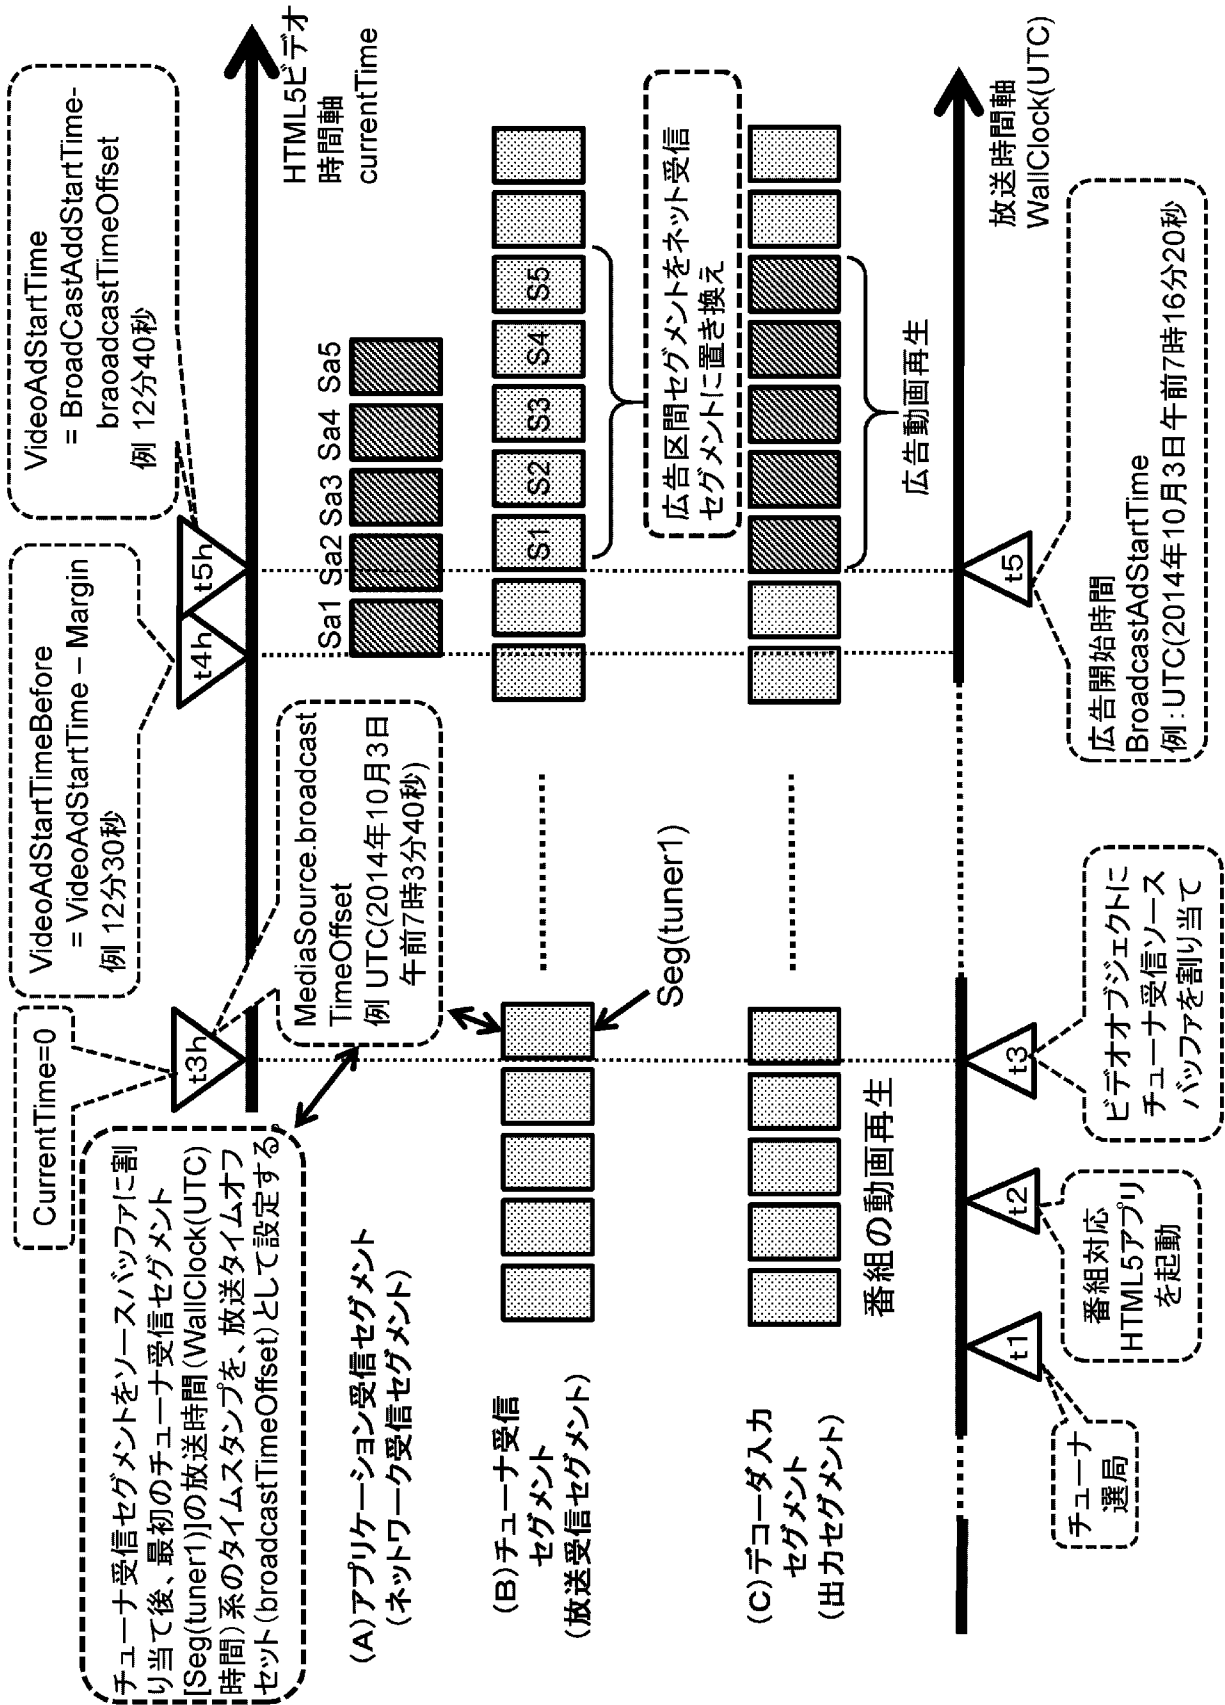 チューナ受信セグメントをソースバッファに割
り当て後、最初のチューナ受信セグメント
[Seg(tuner1)]の放送時間(WallClock(UTC)
時間)系のタイムスタンプを、放送タイムオフ
セット(broadcastTimeOffset)として設定する。
CurrentTime=0
VideoAdStartTimeBefore
= VideoAdStartTime – Margin
例 12分30秒
VideoAdStartTime
= BroadCastAddStartTime-
braoadcastTimeOffset
例 12分40秒
t3h
t4h
t5h
HTML5ビデオ
時間軸
currentTime
MediaSource.broadcast
TimeOffset
例 UTC(2014年10月3日
午前7時3分40秒)
(A)アプリケーション受信セグメント
(ネットワーク受信セグメント)
Sa1 Sa2 Sa3 Sa4 Sa5
(B)チューナ受信
セグメント
(放送受信セグメント)
S1 S2 S3 S4 S5
Seg(tuner1)
広告区間セグメントをネット受信
セグメントに置き換え
(C)デコーダ入力
セグメント
(出力セグメント)
番組の動画再生
広告動画再生
放送時間軸
WallClock(UTC)
t1
t2
t3
t5
チューナ
選局
番組対応
HTML5アプリ
を起動
ビデオオブジェクトに
チューナ受信ソース
バッファを割り当て
広告開始時間
BroadcastAdStartTime
例：UTC(2014年10月3日午前7時16分20秒